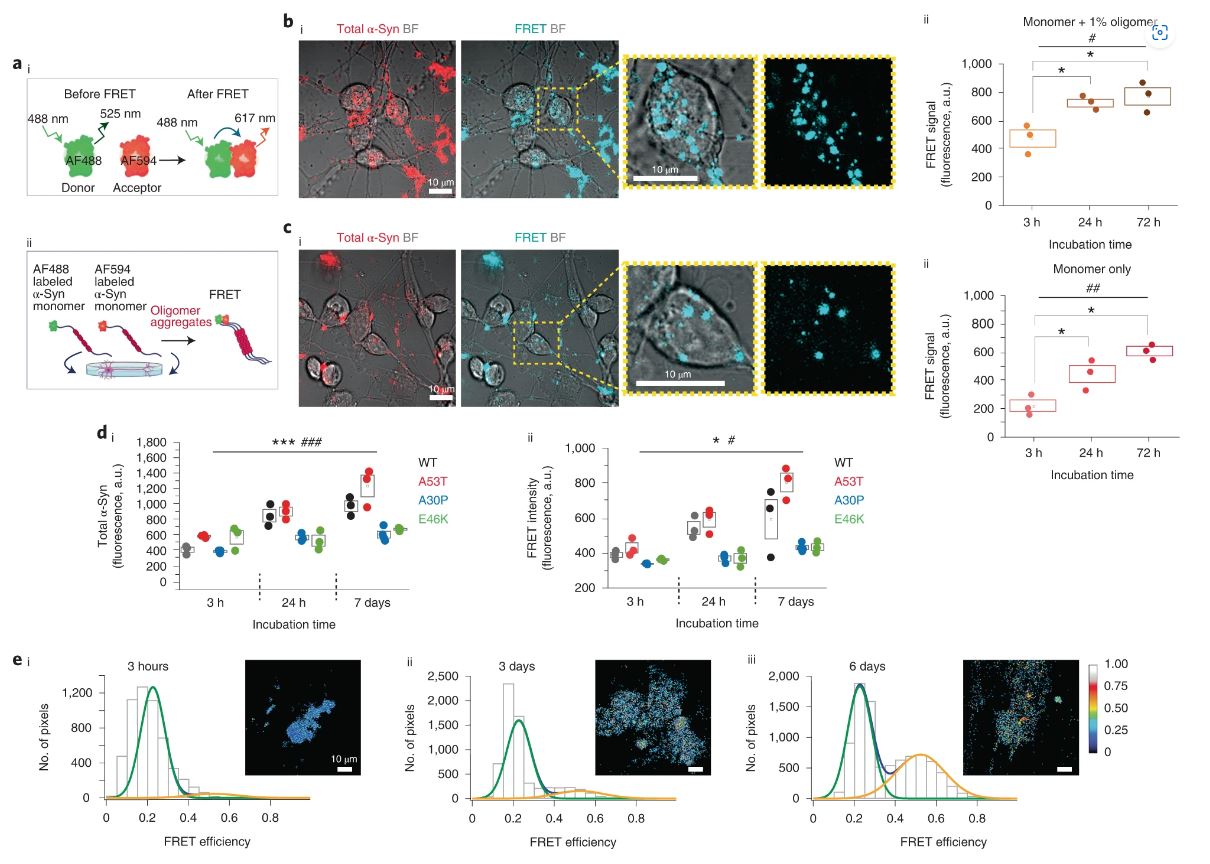 a
i
Before FRET
After FRET
488 nm
525 nm
488 nm
617 nm
AF488
AF594
Donor
Acceptor
ii
AF488
labeled
α-Syn
monomer
AF594
labeled
α-Syn
monomer
Oligomer
aggregates
FRET
b
i
Total α-Syn BF
FRET BF
10 μm
10 μm
ii
Monomer + 1% oligomer
#
*
*
FRET signal
(fluorescence, a.u.)
1,000
800
600
400
200
0
3 h
24 h
72 h
Incubation time
c
i
Total α-Syn BF
FRET BF
10 μm
10 μm
ii
Monomer only
##
*
*
FRET signal
(fluorescence, a.u.)
1,000
800
600
400
200
0
3 h
24 h
72 h
Incubation time
d
i
*** ###
Total α-Syn
(fluorescence, a.u.)
1,800
1,600
1,400
1,200
1,000
800
600
400
200
0
3 h
24 h
7 days
Incubation time
WT
A53T
A30P
E46K
ii
* #
FRET intensity
(fluorescence, a.u.)
1,000
800
600
400
200
3 h
24 h
7 days
Incubation time
WT
A53T
A30P
E46K
e
i
3 hours
No. of pixels
1,200
800
400
0
0 0.2 0.4 0.6 0.8
FRET efficiency
10 μm
ii
3 days
No. of pixels
2,500
2,000
1,500
1,000
500
0
0 0.2 0.4 0.6 0.8
FRET efficiency
iii
6 days
No. of pixels
2,000
1,500
1,000
500
0
0 0.2 0.4 0.6 0.8
FRET efficiency
1.00
0.75
0.50
0.25
0